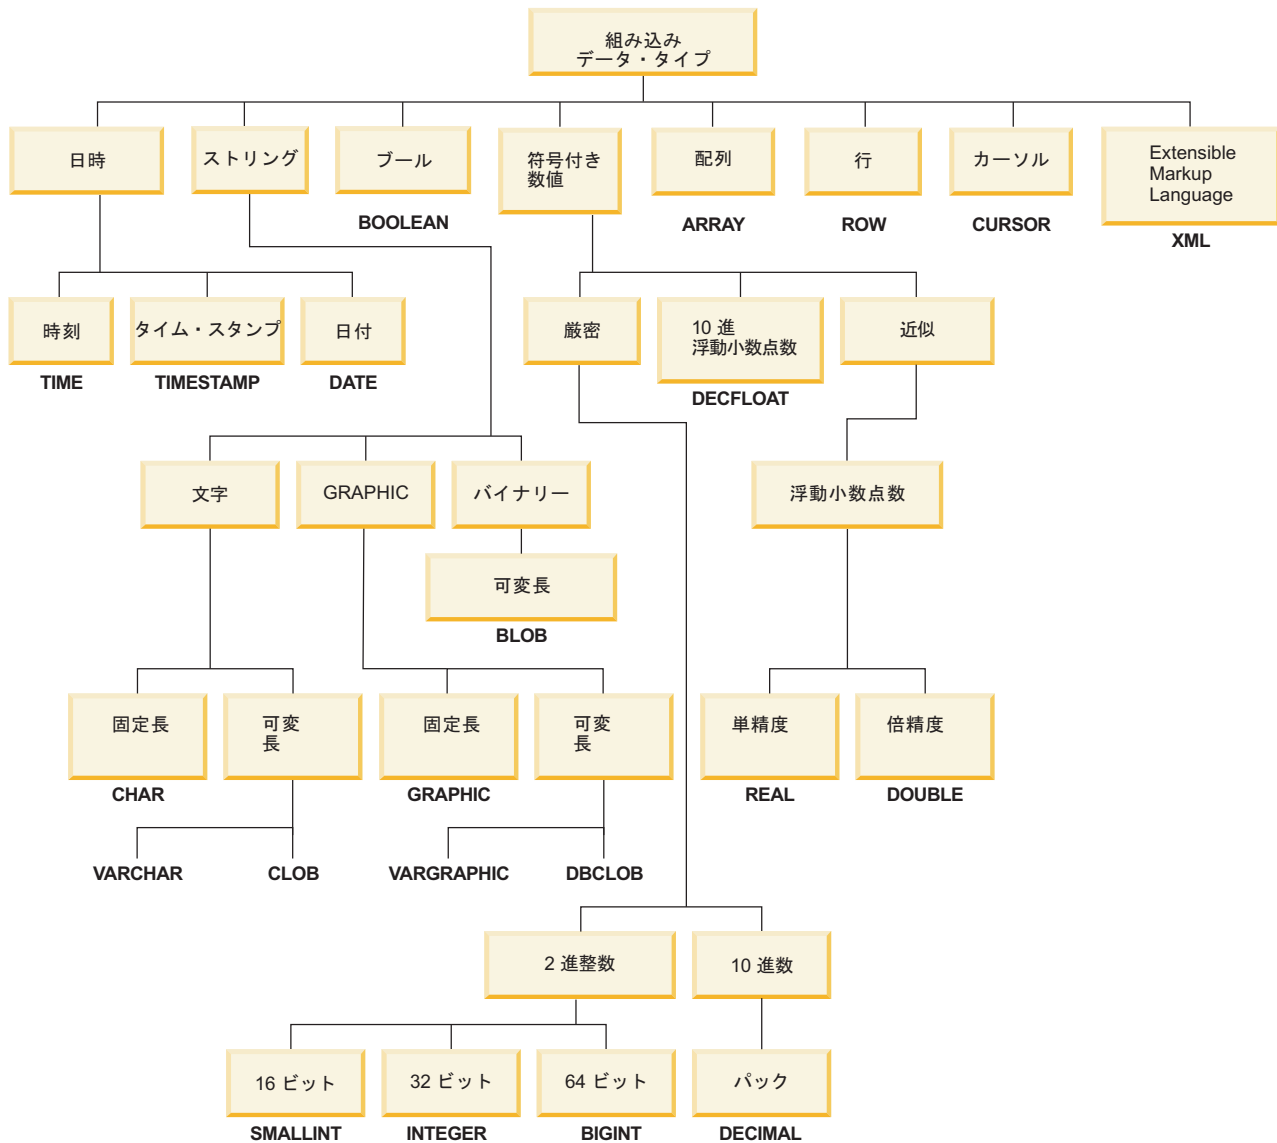 組み込み
データ・タイプ
日時
ストリング
ブール
符号付き
数値
配列
行
カーソル
Extensible
Markup
Language
BOOLEAN
ARRAY
ROW
CURSOR
XML
時刻
タイム・スタンプ
日付
厳密
10 進
浮動小数点数
近似
TIME
TIMESTAMP
DATE
DECFLOAT
文字
GRAPHIC
バイナリー
浮動小数点数
可変長
BLOB
固定長
可変
長
固定長
可変
長
単精度
倍精度
CHAR
GRAPHIC
REAL
DOUBLE
VARCHAR
CLOB
VARGRAPHIC
DBCLOB
2 進整数
10 進数
16 ビット
32 ビット
64 ビット
パック
SMALLINT
INTEGER
BIGINT
DECIMAL